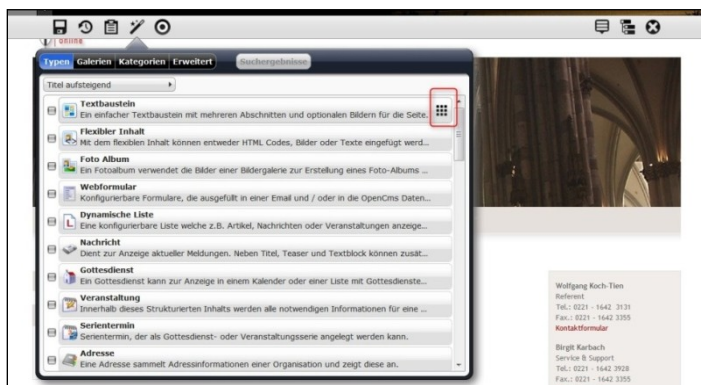 online
Typen Galerien Kategorien Erweitert Suchergebnisse
Titel aufsteigend
Textbaustein
Ein einfacher Textbaustein mit mehreren Abschnitten und optionalen Bildern für die Seite.
Flexibler Inhalt
Mit dem flexiblen Inhalt können entweder HTML Codes, Bilder oder Texte eingefügt werd...
Foto Album
Ein Fotoalbum verwendet die Bilder einer Bildergalerie zur Erstellung eines Foto-Albums ...
Webformular
Konfigurierbare Formulare, die ausgefüllt in einer Email und / oder in die OpenCms Daten...
Dynamische Liste
Eine konfigurierbare Liste welche z.B. Artikel, Nachrichten oder Veranstaltungen anzeige...
Nachricht
Dient zur Anzeige aktueller Meldungen. Neben Titel, Teaser und Textblock können zusät...
Gottesdienst
Ein Gottesdienst kann zur Anzeige in einem Kalender oder einer Liste mit Gottesdienste...
Veranstaltung
Innerhalb dieses Strukturierten Inhalts werden alle notwendigen Informationen für eine ...
Serientermin
Serientermin, der als Gottesdienst- oder Veranstaltungsserie angelegt werden kann.
Adresse
Eine Adresse sammelt Adressinformationen einer Organisation und zeigt diese an.
Wolfgang Koch-Tien
Referent
Tel.: 0221 - 1642 3131
Fax.: 0221 - 1642 3355
Kontaktformular
Birgit Karbach
Service & Support
Tel.: 0221 - 1642 3928
Fax.: 0221 - 1642 3355